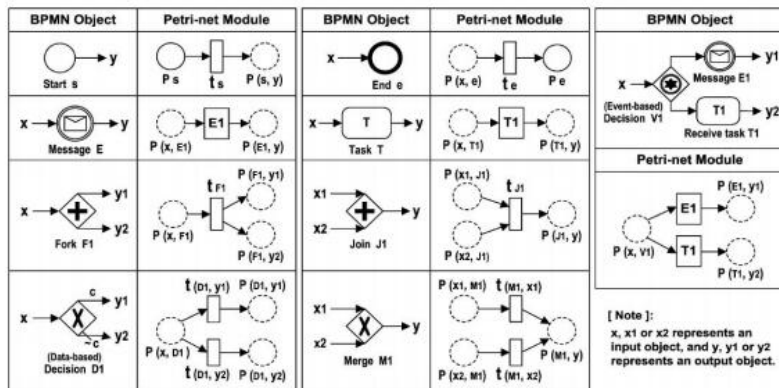 BPMN Object
Petri-net Module
x
y
Start s
P s
t s
P (s, y)
x
y
Message E
E1
P (x, E1)
P (E1, y)
x
y1
y2
Fork F1
t F1
P (F1, y1)
P (x, F1)
P (F1, y2)
x
c
y1
~c
y2
(Data-based)
Decision D1
t (D1, y1)
P (D1, y1)
P (x, D1)
t (D1, y2)
P (D1, y2)
BPMN Object
Petri-net Module
x
End e
P (x, e)
t e
P e
x
T
y
Task T
T1
P (x, T1)
P (T1, y)
x1
x2
y
Join J1
P (x1, J1)
t J1
P (J1, y)
P (x2, J1)
x1
x2
y
Merge M1
P (x1, M1)
t (M1, x1)
P (M1, y)
P (x2, M1)
t (M1, x2)
BPMN Object
y1
Message E1
x
(Event-based)
Decision V1
T1
y2
Receive task T1
Petri-net Module
P (E1, y1)
E1
P (x, V1)
T1
P (T1, y2)
[ Note ]:
x, x1 or x2 represents an
input object, and y, y1 or y2
represents an output object.